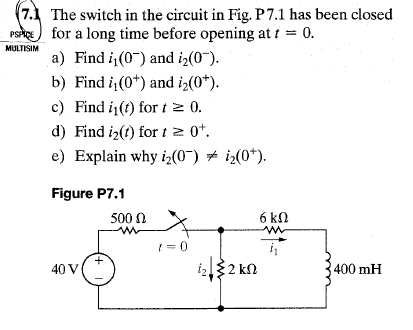 7.1 The switch in the circuit in Fig. P7.1 has been closed
PSPICE for a long time before opening at t = 0.
MULTISIM
a) Find i₁(0⁻) and i₂(0⁻).
b) Find i₁(0⁺) and i₂(0⁺).
c) Find i₁(t) for t ≥ 0.
d) Find i₂(t) for t ≥ 0⁺.
e) Explain why i₂(0⁻) ≠ i₂(0⁺).
Figure P7.1
500 Ω
6 kΩ
t = 0
i₁
40 V
+
−
i₂
2 kΩ
400 mH